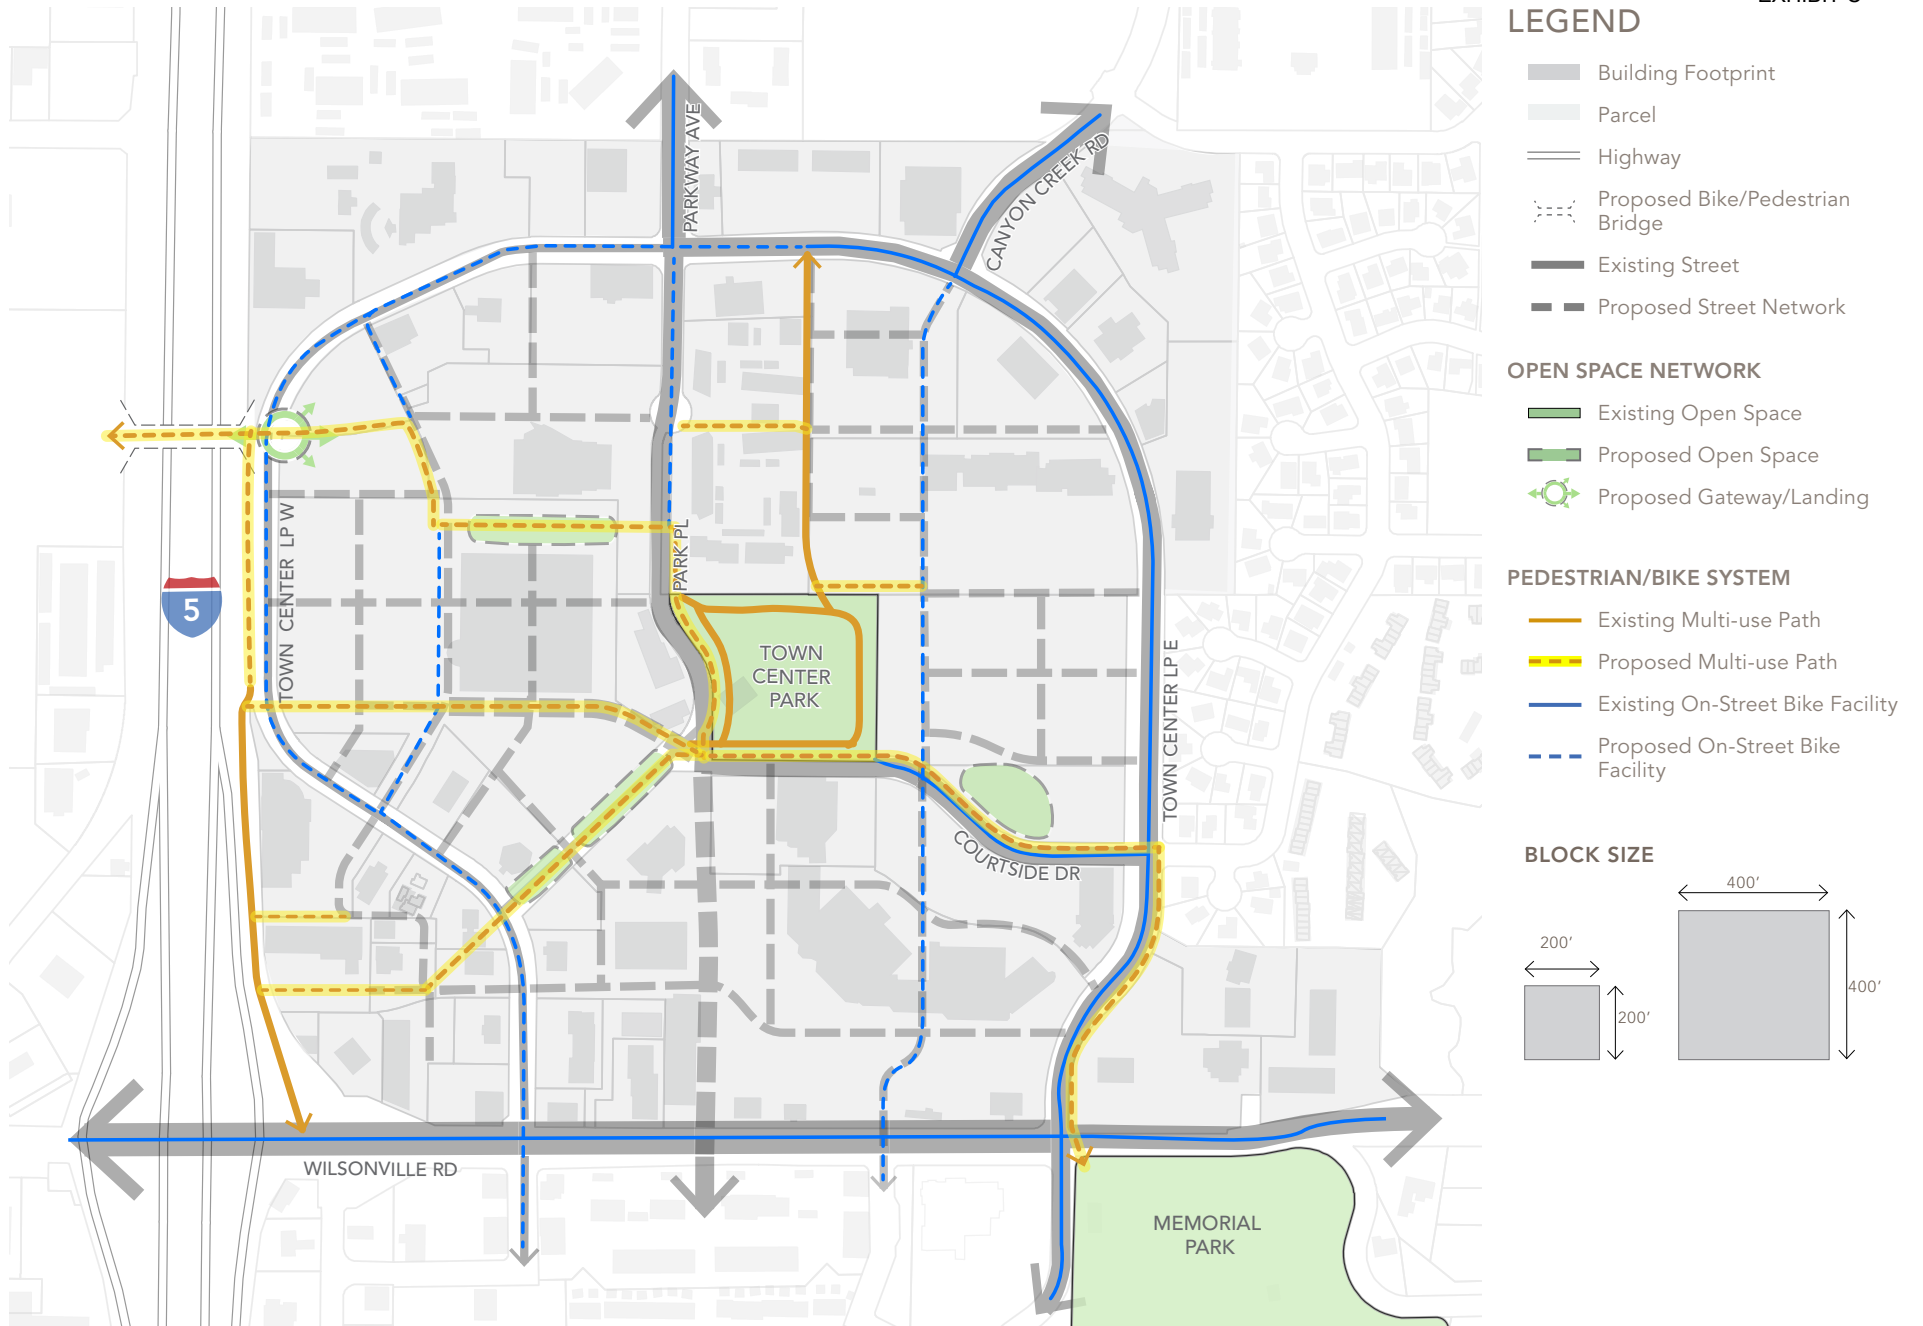 LEGEND
Building Footprint
Parcel
Highway
Proposed Bike/Pedestrian
Bridge
Existing Street
Proposed Street Network
OPEN SPACE NETWORK
Existing Open Space
Proposed Open Space
Proposed Gateway/Landing
PEDESTRIAN/BIKE SYSTEM
Existing Multi-use Path
Proposed Multi-use Path
Existing On-Street Bike Facility
Proposed On-Street Bike
Facility
BLOCK SIZE
400'
200'
400'
200'
PARKWAY AVE
CANYON CREEK RD
TOWN CENTER LP W
PARK PL
5
TOWN
CENTER
PARK
TOWN CENTER LP E
COURTSIDE DR
WILSONVILLE RD
MEMORIAL
PARK